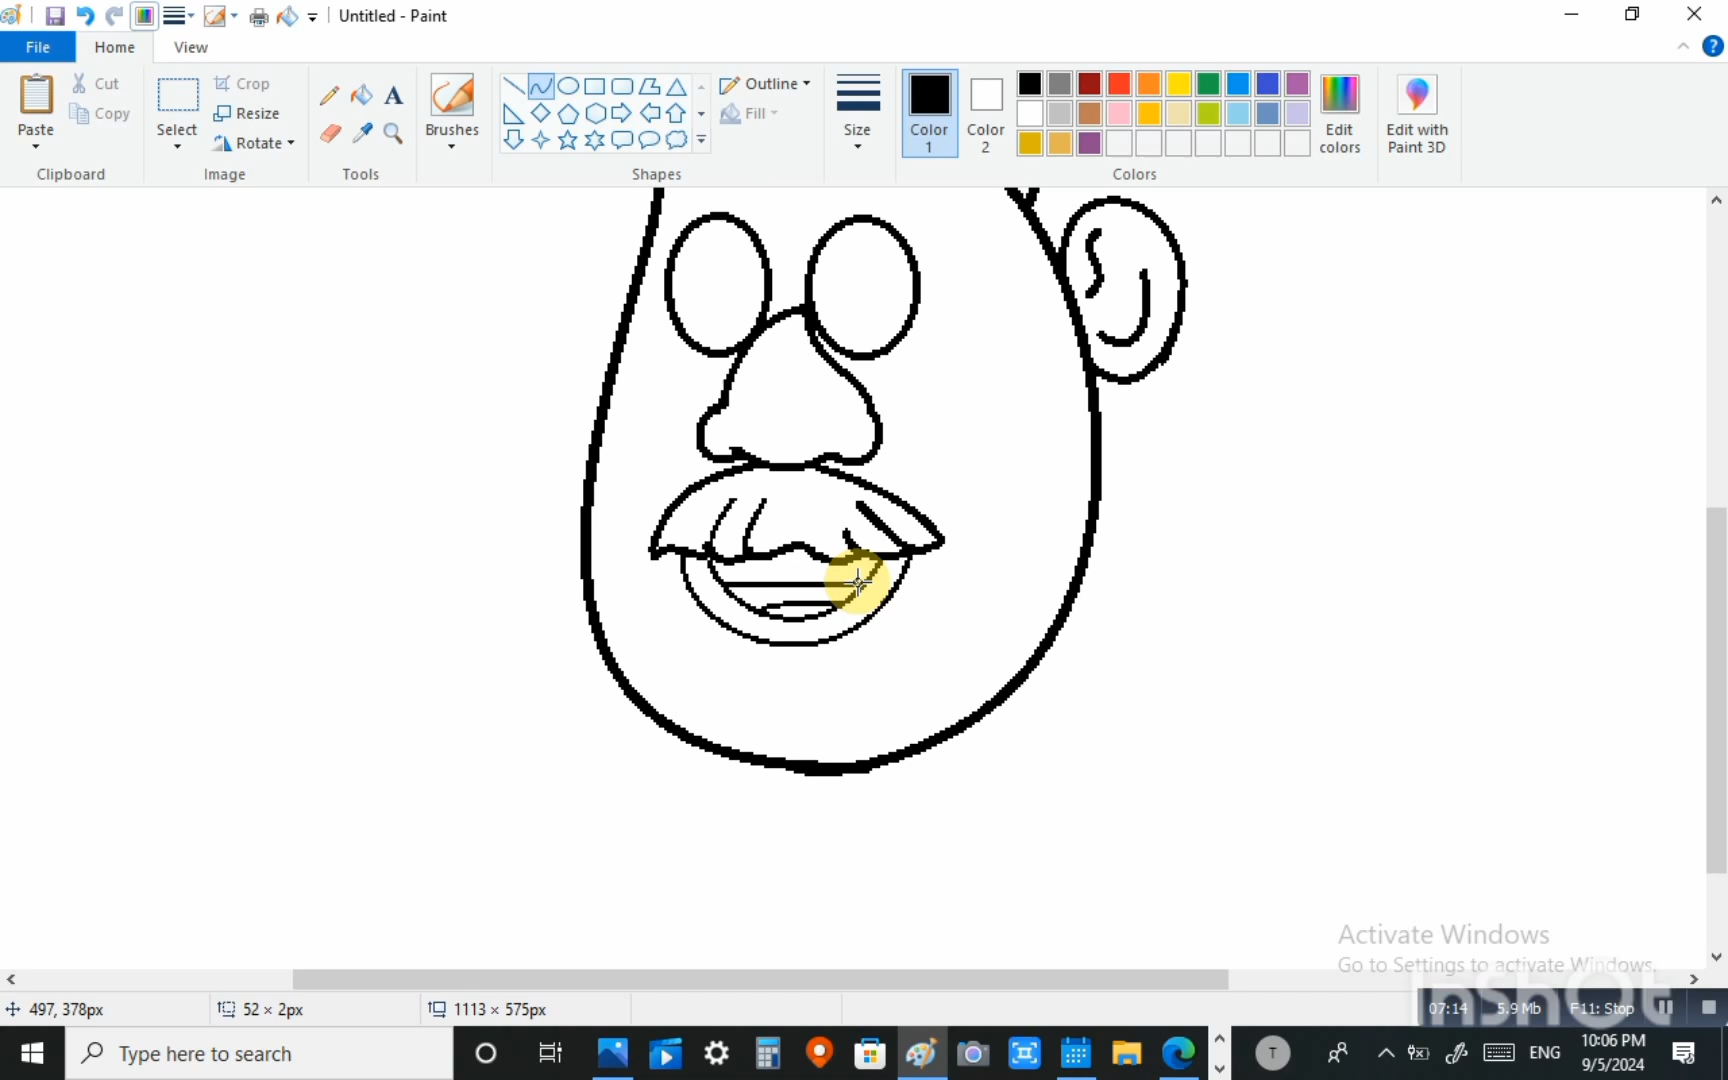 Untitled - Paint
File Home View
Paste
Cut
Copy
Clipboard
Select
Crop
Resize
Rotate
Image
A
Tools
Brushes
Shapes
Outline
Fill
Size
Color 1
Color 2
Colors
Edit colors
Edit with Paint 3D
?
Activate Windows
Go to Settings to activate Windows.
InShOt
497, 378px 52 × 2px 1113 × 575px
07:14 5.9 Mb F11: Stop
Type here to search
T
ENG
10:06 PM
9/5/2024